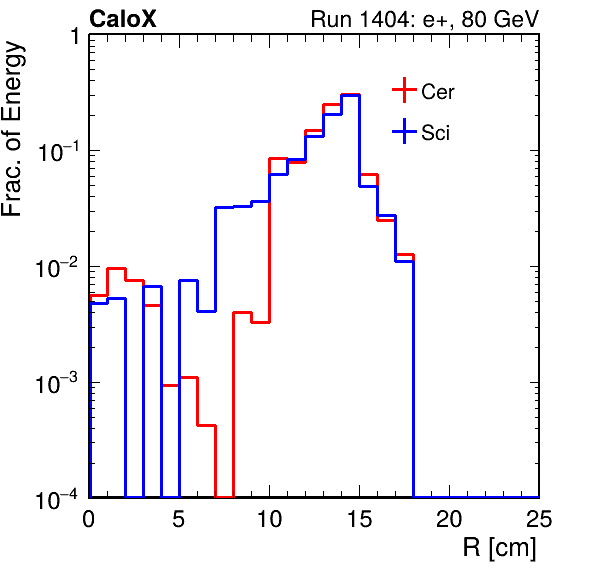 CaloX Run 1404: e+, 80 GeV
Frac. of Energy
1
10⁻¹
10⁻²
10⁻³
10⁻⁴
Cer
Sci
0 5 10 15 20 25
R [cm]